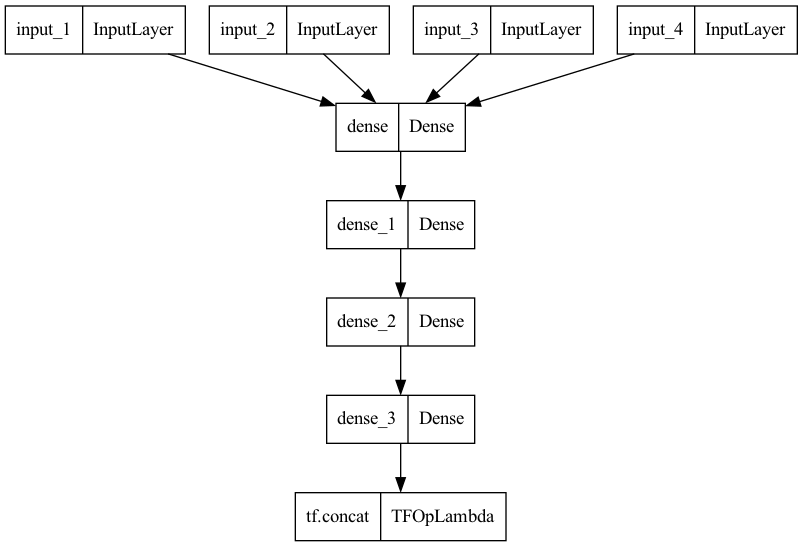 input_1 InputLayer input_2 InputLayer input_3 InputLayer input_4 InputLayer
dense Dense
dense_1 Dense
dense_2 Dense
dense_3 Dense
tf.concat TFOpLambda